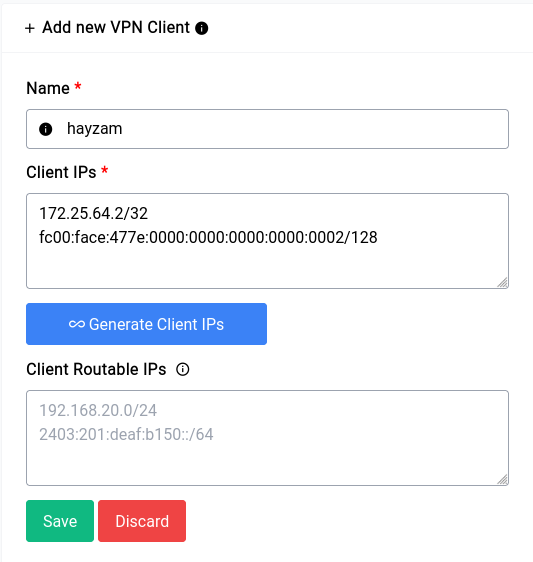 + Add new VPN Client
Name *
hayzam
Client IPs *
172.25.64.2/32
fc00:face:477e:0000:0000:0000:0000:0002/128
Generate Client IPs
Client Routable IPs
192.168.20.0/24
2403:201:deaf:b150::/64
Save Discard